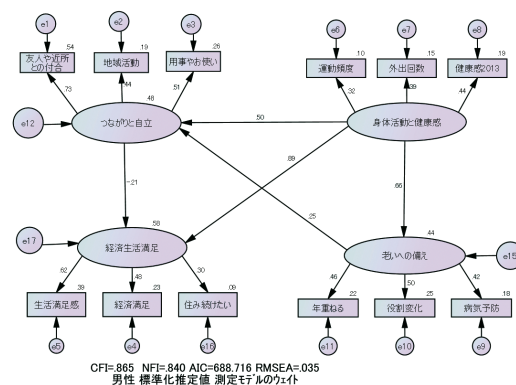 e1
e2
e3
e6
e7
e8
.54
.19
.26
.10
.15
.19
友人や近所
との付合
地域活動
用事やお使い
運動頻度
外出回数
健康感2013
.73
.44
.51
.32
.39
.44
e12
.46
つながりと自立
.50
身体活動と健康感
-.21
.89
.66
.25
e17
.58
経済生活満足
.44
老いへの備え
e15
.62
.48
.30
.46
.50
.42
.39
.23
.09
.22
.25
.18
生活満足感
経済満足
住み続けたい
年重ねる
役割変化
病気予防
e5
e4
e16
e11
e10
e9
CFI=.865 NFI=.840 AIC=688.716 RMSEA=.035
男性 標準化推定値 測定モデルのウェイト